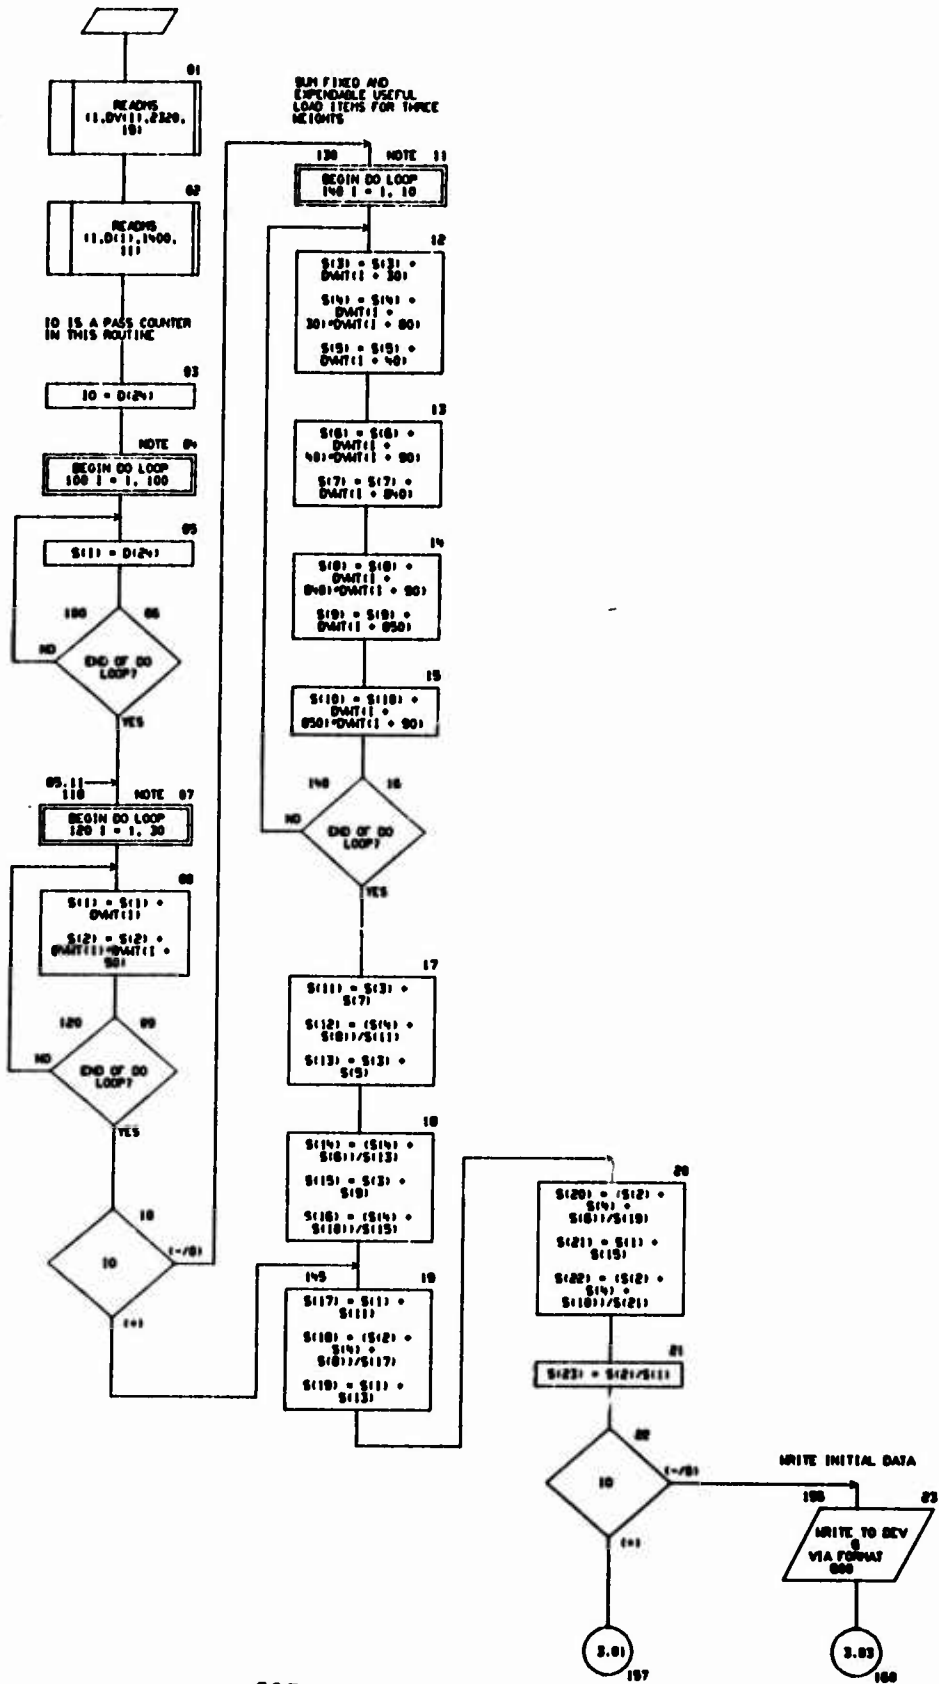 01
READMS
(1,DV(1),2320,
19)
02
READMS
(1,D(1),1400,
11)
IO IS A PASS COUNTER
IN THIS ROUTINE
03
IO = D(24)
NOTE 04
BEGIN DO LOOP
100 I = 1, 100
05
S(I) = D(24)
100 06
NO
END OF DO
LOOP?
YES
05.11
110 NOTE 07
BEGIN DO LOOP
120 I = 1, 30
08
S(1) = S(1) +
DVWT(I)
S(2) = S(2) +
DVWT(I)*DVWT(I +
50)
120 09
NO
END OF DO
LOOP?
YES
10
IO
(-/0)
(+)
SUM FIXED AND
EXPENDABLE USEFUL
LOAD ITEMS FOR THREE
WEIGHTS
130 NOTE 11
BEGIN DO LOOP
140 I = 1, 10
12
S(3) = S(3) +
DVWT(I + 30)
S(4) = S(4) +
DVWT(I +
30)*DVWT(I + 80)
S(5) = S(5) +
DVWT(I + 40)
13
S(6) = S(6) +
DVWT(I +
40)*DVWT(I + 90)
S(7) = S(7) +
DVWT(I + 840)
14
S(8) = S(8) +
DVWT(I +
840)*DVWT(I + 90)
S(9) = S(9) +
DVWT(I + 850)
15
S(10) = S(10) +
DVWT(I +
850)*DVWT(I + 90)
140 16
NO
END OF DO
LOOP?
YES
17
S(11) = S(3) +
S(7)
S(12) = (S(4) +
S(8))/S(11)
S(13) = S(3) +
S(5)
18
S(14) = (S(4) +
S(6))/S(13)
S(15) = S(3) +
S(9)
S(16) = (S(4) +
S(10))/S(15)
145 19
S(17) = S(1) +
S(11)
S(18) = (S(2) +
S(4) +
S(8))/S(17)
S(19) = S(1) +
S(13)
20
S(20) = (S(2) +
S(4) +
S(6))/S(19)
S(21) = S(1) +
S(15)
S(22) = (S(2) +
S(4) +
S(10))/S(21)
21
S(23) = S(2)/S(1)
22
IO
(-/0)
(+)
3.01
157
WRITE INITIAL DATA
23
WRITE TO DEV
6
VIA FORMAT
3.03
160